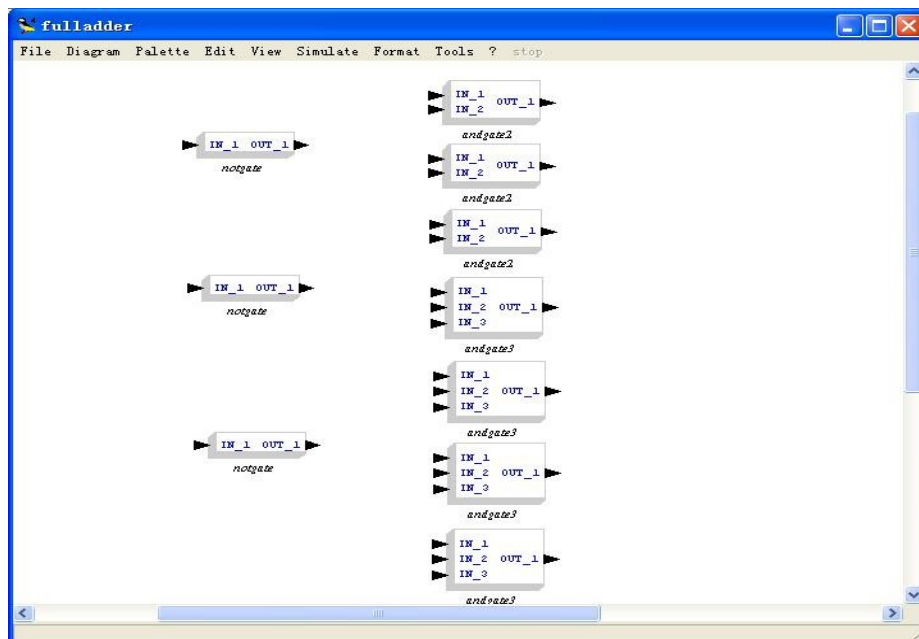 fulladder
File Diagram Palette Edit View Simulate Format Tools ? stop
IN_1 OUT_1
notgate
IN_1 OUT_1
notgate
IN_1 OUT_1
notgate
IN_1
IN_2 OUT_1
andgate2
IN_1
IN_2 OUT_1
andgate2
IN_1
IN_2 OUT_1
andgate2
IN_1
IN_2 OUT_1
IN_3
andgate3
IN_1
IN_2 OUT_1
IN_3
andgate3
IN_1
IN_2 OUT_1
IN_3
andgate3
IN_1
IN_2 OUT_1
IN_3
andgate3